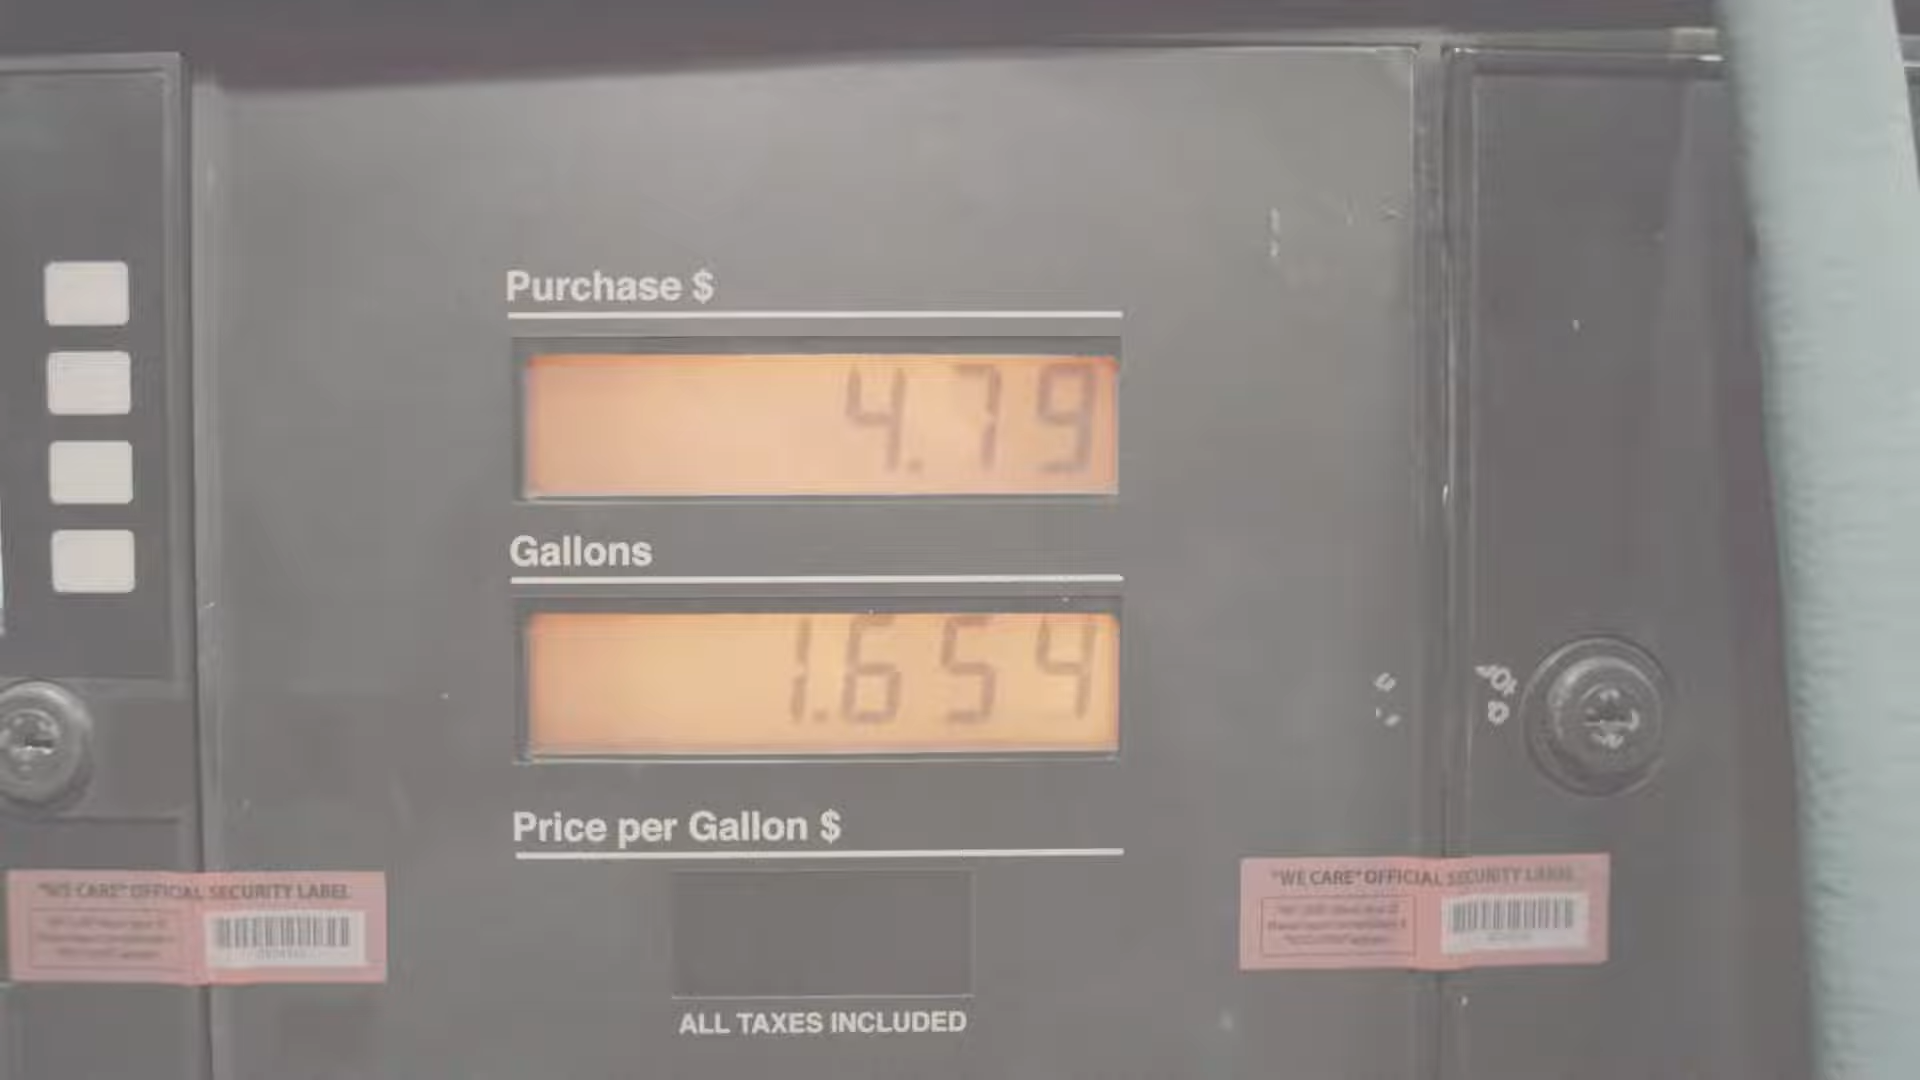 Purchase $
4.79
Gallons
1.654
Price per Gallon $
"WE CARE" OFFICIAL SECURITY LABEL
"WE CARE" OFFICIAL SECURITY LABEL
ALL TAXES INCLUDED